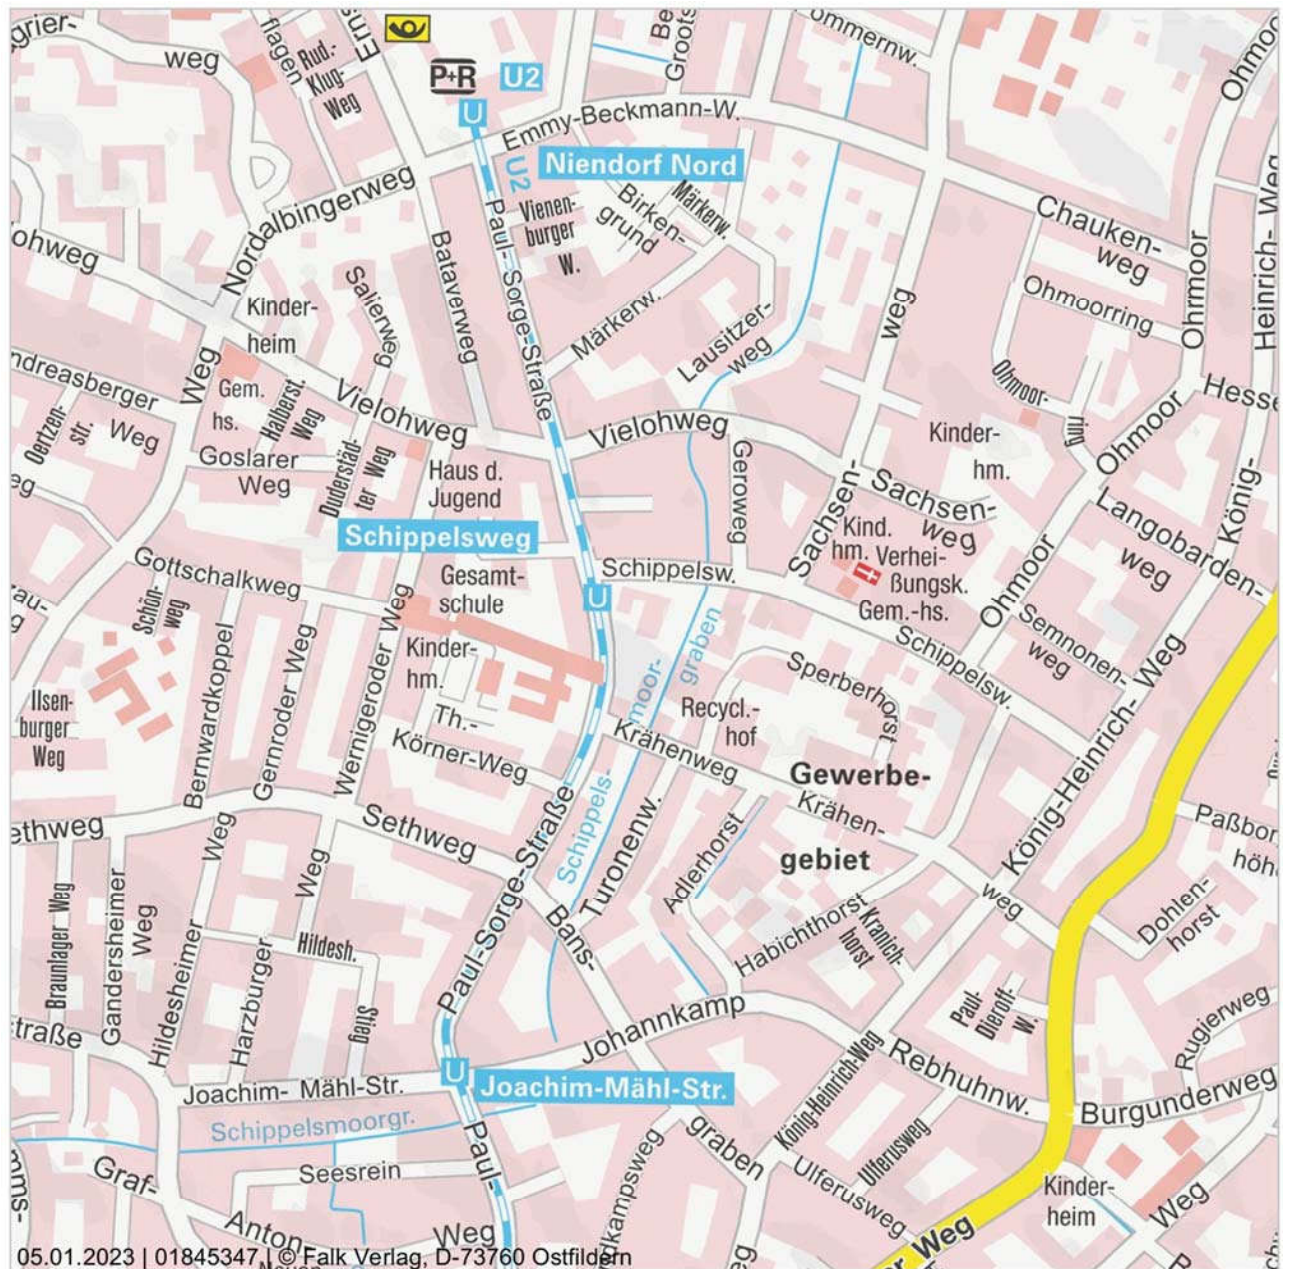 weg
flagen
Rud.-
Klug-
Weg
P+R
U2
U
Groots
ommernw.
Ohmoor
Emmy-Beckmann-W.
U2
Niendorf Nord
Nordalbingerweg
Vienen-
burger
W.
Birken-
grund
Märkerw.
Chauken-
weg
Ohmoor
Heinrich- Weg
ohweg
Bataverweg
Paul- Sorge-Straße
Salierweg
Kinder-
heim
Märkerw.
Lausitzer-
weg
weg
Ohmoorring
ndreasberger
Weg
Weg
Gem.
hs.
Halberst.
Weg
Vielohweg
Vielohweg
Ohmoor-
ring
Hesse
Oertzen-
str.
Goslarer
Weg
Duderstäd-
ter Weg
Haus d.
Jugend
Geroweg
Kinder-
hm.
Ohmoor
König-
eg
Schippelsweg
Sachsen-
Sachsen-
weg
Kind.
hm.
Verhei-
ßungsk.
Gem.-hs.
Langobarden-
weg
Gottschalkweg
Schön-
weg
Gesamt-
schule
U
Schippelsw.
Ohmoor
Semnonen-
weg
Schippelsw.
Kinder-
hm.
Wernigeroder Weg
Gernroder Weg
Bernwardkoppel
Ilsen-
burger
Weg
moor-
graben
Sperberhorst
Recycl.-
hof
Th.-
Körner-Weg
Krähenweg
Gewerbe-
gebiet
Krähen-
weg
König-Heinrich- Weg
ethweg
Sethweg
Weg
Weg
Schippels-
Turonenw.
Adlerhorst
Paßbor
höh
Dohlen-
horst
Braunlager Weg
Gandersheimer
Weg
Hildesheimer
Harzburger
Hildesh.
Stieg
Paul-Sorge-Straße
Bans-
Habichthorst
Kranich-
horst
Paul-
Dieroff-
W.
Rugierweg
traße
Johannkamp
Rebhuhnw.
Burgunderweg
Joachim- Mähl-Str.
U
Joachim-Mähl-Str.
König-Heinrich-Weg
Schippelsmoorgr.
graben
Ulferusweg
Ulferusweg
Seesrein
Graf-
Anton
Weg
Paul-
dkampsweg
Kinder-
heim
Weg
er Weg
05.01.2023 | 01845347 | © Falk Verlag, D-73760 Ostfildern